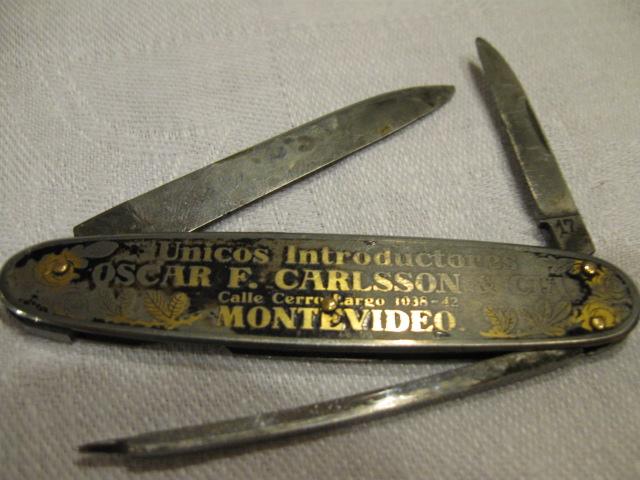 Unicos Introductores
OSCAR F. CARLSSON &
Calle Cerro Largo 1038-42
MONTEVIDEO
17